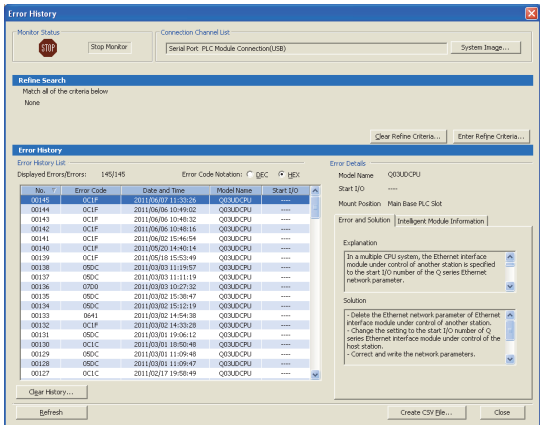 Error History
Monitor Status
STOP
Stop Monitor
Connection Channel List
Serial Port PLC Module Connection(USB)
System Image...
Refine Search
Match all of the criteria below
None
Clear Refine Criteria...
Enter Refine Criteria...
Error History
Error History List
Displayed Errors/Errors: 145/145
Error Code Notation: DEC HEX
No. Error Code Date and Time Model Name Start I/O
00145 0C1F 2011/06/07 11:33:26 Q03UDCPU ----
00144 0C1F 2011/06/06 10:49:02 Q03UDCPU ----
00143 0C1F 2011/06/06 10:48:32 Q03UDCPU ----
00142 0C1F 2011/06/06 10:48:16 Q03UDCPU ----
00141 0C1F 2011/06/02 15:46:54 Q03UDCPU ----
00140 0C1F 2011/05/20 14:40:14 Q03UDCPU ----
00139 0C1F 2011/05/18 15:53:49 Q03UDCPU ----
00138 05DC 2011/03/03 11:19:57 Q03UDCPU ----
00137 05DC 2011/03/03 11:11:19 Q03UDCPU ----
00136 07D0 2011/03/03 10:27:32 Q03UDCPU ----
00135 05DC 2011/03/02 15:38:47 Q03UDCPU ----
00134 05DC 2011/03/02 15:12:19 Q03UDCPU ----
00133 0641 2011/03/02 14:54:38 Q03UDCPU ----
00132 0C1F 2011/03/02 14:33:28 Q03UDCPU ----
00131 05DC 2011/03/01 19:06:12 Q03UDCPU ----
00130 0C1C 2011/03/01 18:50:48 Q03UDCPU ----
00129 05DC 2011/03/01 11:09:48 Q03UDCPU ----
00128 05DC 2011/03/01 11:09:47 Q03UDCPU ----
00127 0C1C 2011/02/17 19:58:49 Q03UDCPU ----
Clear History...
Error Details
Model Name Q03UDCPU
Start I/O ----
Mount Position Main Base PLC Slot
Error and Solution
Intelligent Module Information
Explanation
In a multiple CPU system, the Ethernet interface
module under control of another station is specified
to the start I/O number of the Q series Ethernet
network parameter.
Solution
- Delete the Ethernet network parameter of Ethernet
interface module under control of another station.
- Change the setting to the start I/O number of Q
series Ethernet interface module under control of the
host station.
- Correct and write the network parameters.
Refresh
Create CSV File...
Close